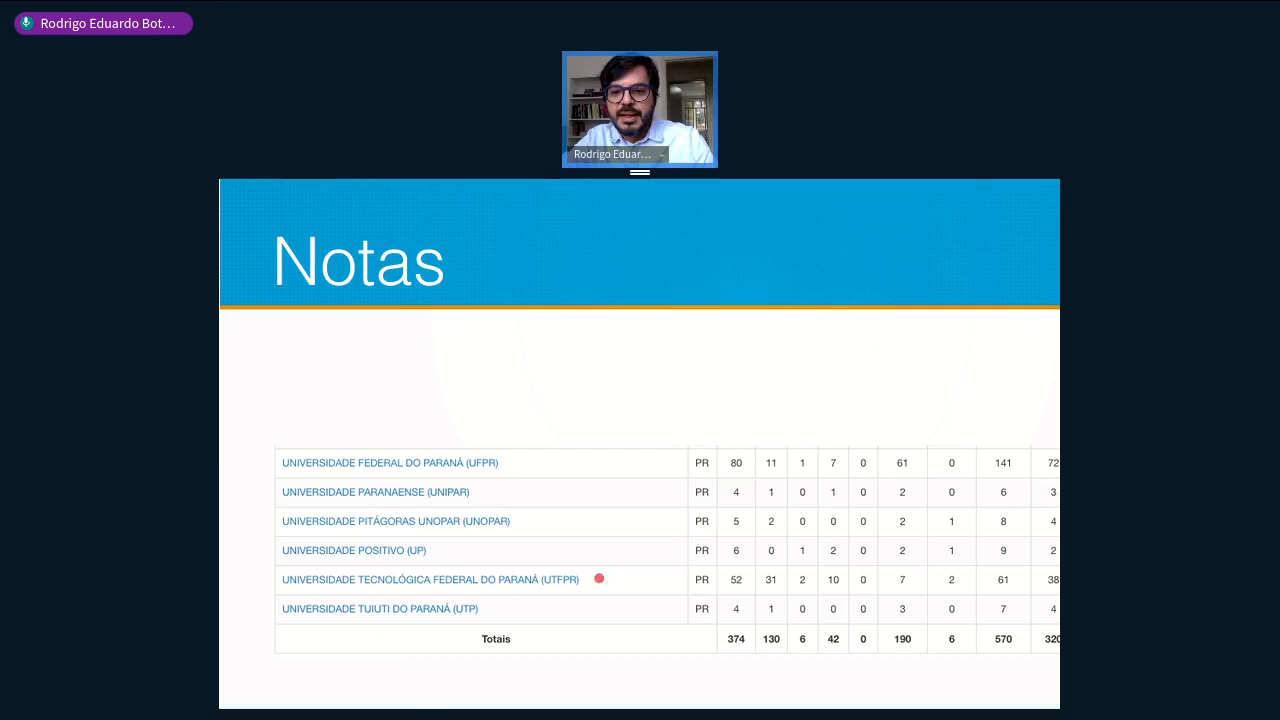 Rodrigo Eduardo Bot...
Rodrigo Eduar...
Notas
UNIVERSIDADE FEDERAL DO PARANÁ (UFPR) PR 80 11 1 7 0 61 0 141 72
UNIVERSIDADE PARANAENSE (UNIPAR) PR 4 1 0 1 0 2 0 6 3
UNIVERSIDADE PITÁGORAS UNOPAR (UNOPAR) PR 5 2 0 0 0 2 1 8 4
UNIVERSIDADE POSITIVO (UP) PR 6 0 1 2 0 2 1 9 2
UNIVERSIDADE TECNOLÓGICA FEDERAL DO PARANÁ (UTFPR) PR 52 31 2 10 0 7 2 61 38
UNIVERSIDADE TUIUTI DO PARANÁ (UTP) PR 4 1 0 0 0 3 0 7 4
Totais 374 130 6 42 0 190 6 570 320